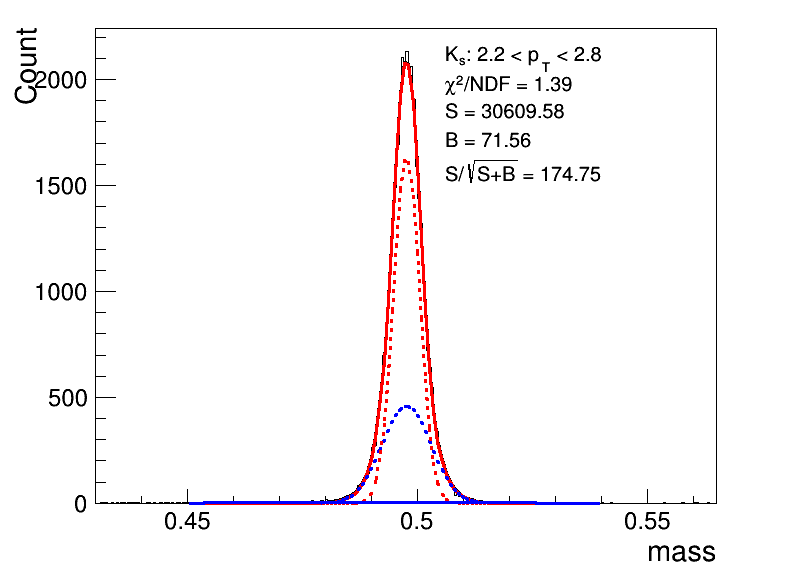 Count
K_s: 2.2 < p_T < 2.8
χ²/NDF = 1.39
S = 30609.58
B = 71.56
S/√S+B = 174.75
2000
1500
1000
500
0
0.45 0.5 0.55
mass